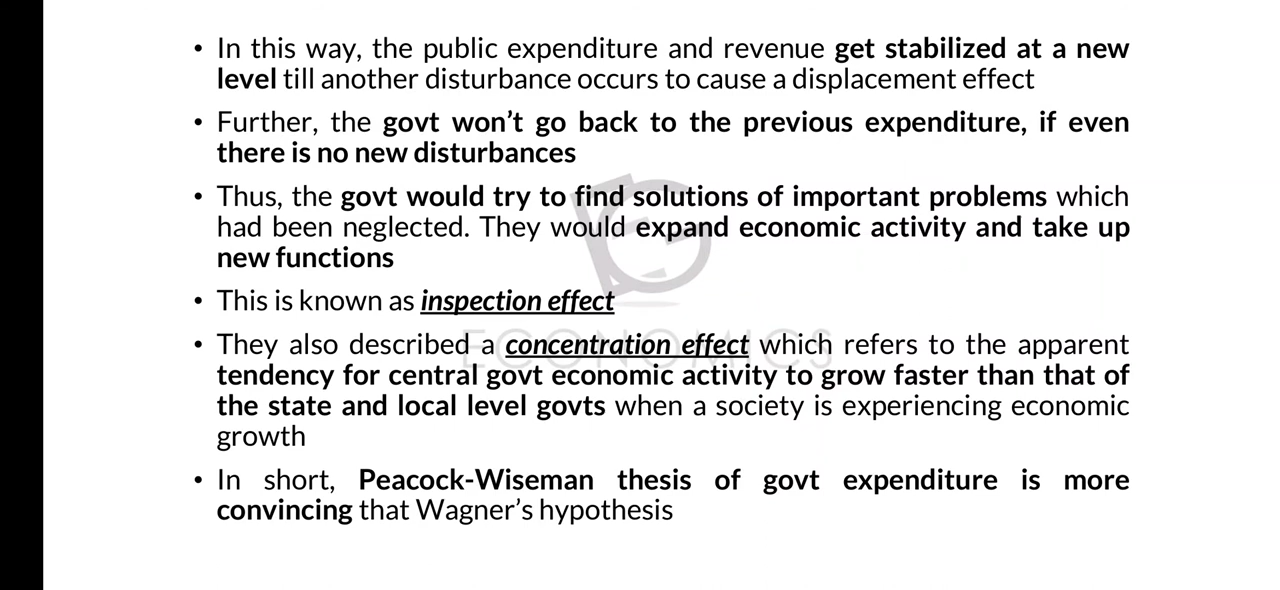 • In this way, the public expenditure and revenue get stabilized at a new
level till another disturbance occurs to cause a displacement effect
• Further, the govt won’t go back to the previous expenditure, if even
there is no new disturbances
• Thus, the govt would try to find solutions of important problems which
had been neglected. They would expand economic activity and take up
new functions
• This is known as inspection effect
• They also described a concentration effect which refers to the apparent
ECONOMICS
tendency for central govt economic activity to grow faster than that of
the state and local level govts when a society is experiencing economic
growth
• In short, Peacock-Wiseman thesis of govt expenditure is more
convincing that Wagner’s hypothesis